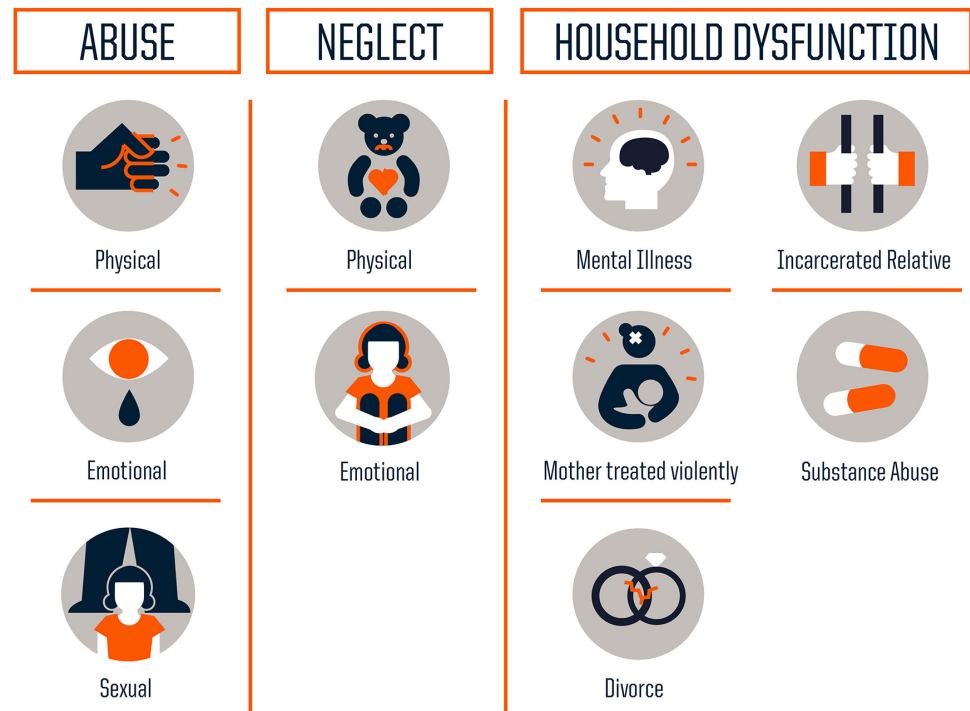 ABUSE
Physical
Emotional
Sexual
NEGLECT
Physical
Emotional
HOUSEHOLD DYSFUNCTION
Mental Illness
Incarcerated Relative
Mother treated violently
Substance Abuse
Divorce